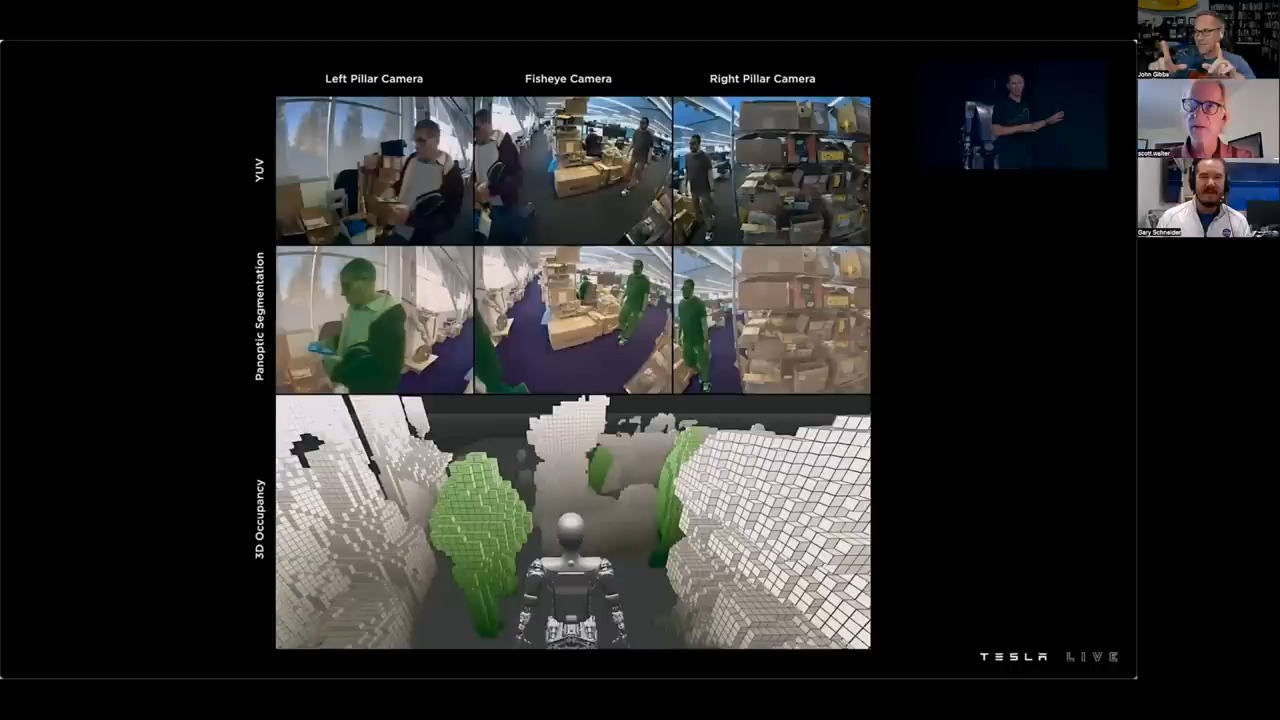 Left Pillar Camera
Fisheye Camera
Right Pillar Camera
YUV
Panoptic Segmentation
3D Occupancy
TESLA LIVE
John Gibbs
scott.walter
Gary Schneider